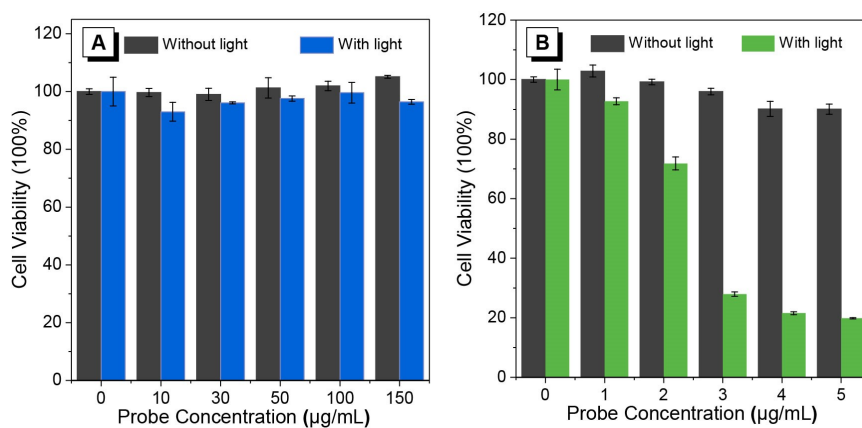 A
Without light
With light
120
100
80
60
40
20
0
Cell Viability (100%)
0 10 30 50 100 150
Probe Concentration (µg/mL)
B
Without light
With light
120
100
80
60
40
20
0
Cell Viability (100%)
0 1 2 3 4 5
Probe Concentration (µg/mL)